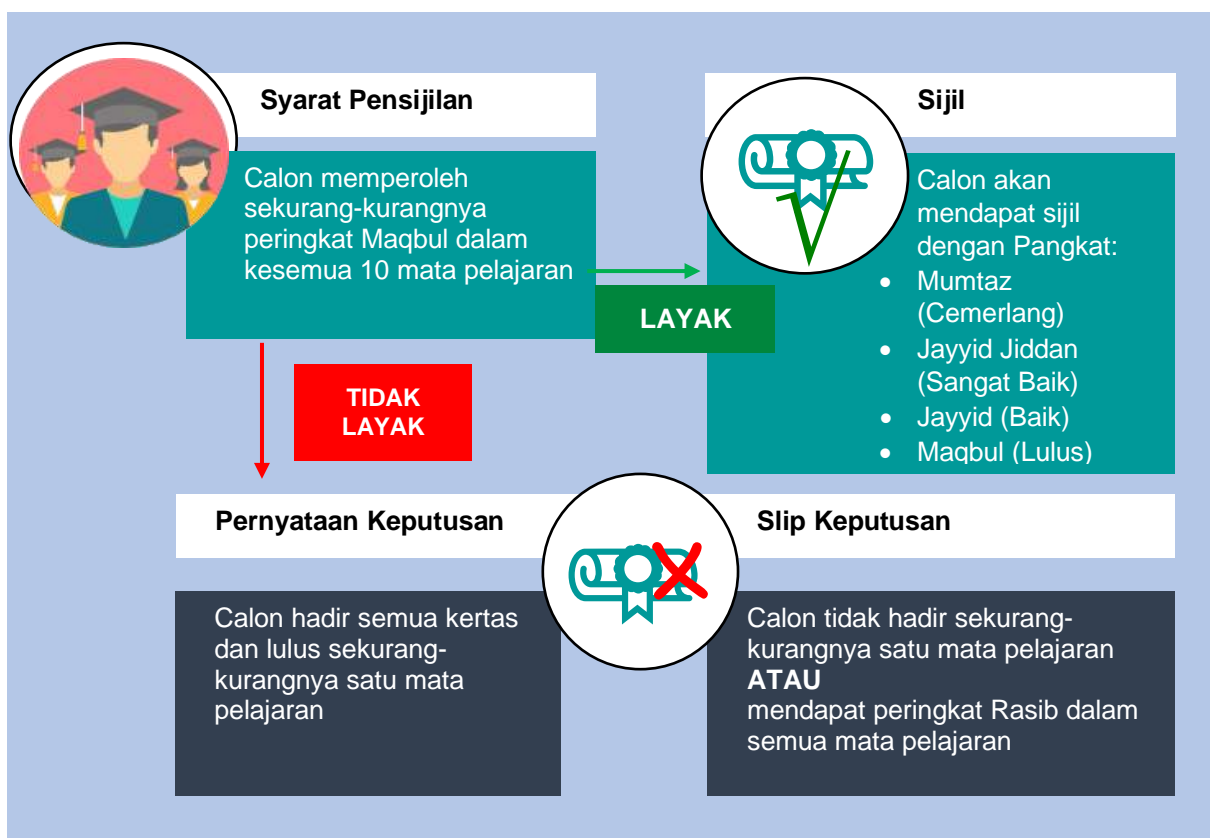 Syarat Pensijilan
Calon memperoleh
sekurang-kurangnya
peringkat Maqbul dalam
kesemua 10 mata pelajaran
LAYAK
Sijil
Calon akan
mendapat sijil
dengan Pangkat:
• Mumtaz
(Cemerlang)
• Jayyid Jiddan
(Sangat Baik)
• Jayyid (Baik)
• Maqbul (Lulus)
TIDAK
LAYAK
Pernyataan Keputusan
Calon hadir semua kertas
dan lulus sekurang-
kurangnya satu mata
pelajaran
Slip Keputusan
Calon tidak hadir sekurang-
kurangnya satu mata pelajaran
ATAU
mendapat peringkat Rasib dalam
semua mata pelajaran